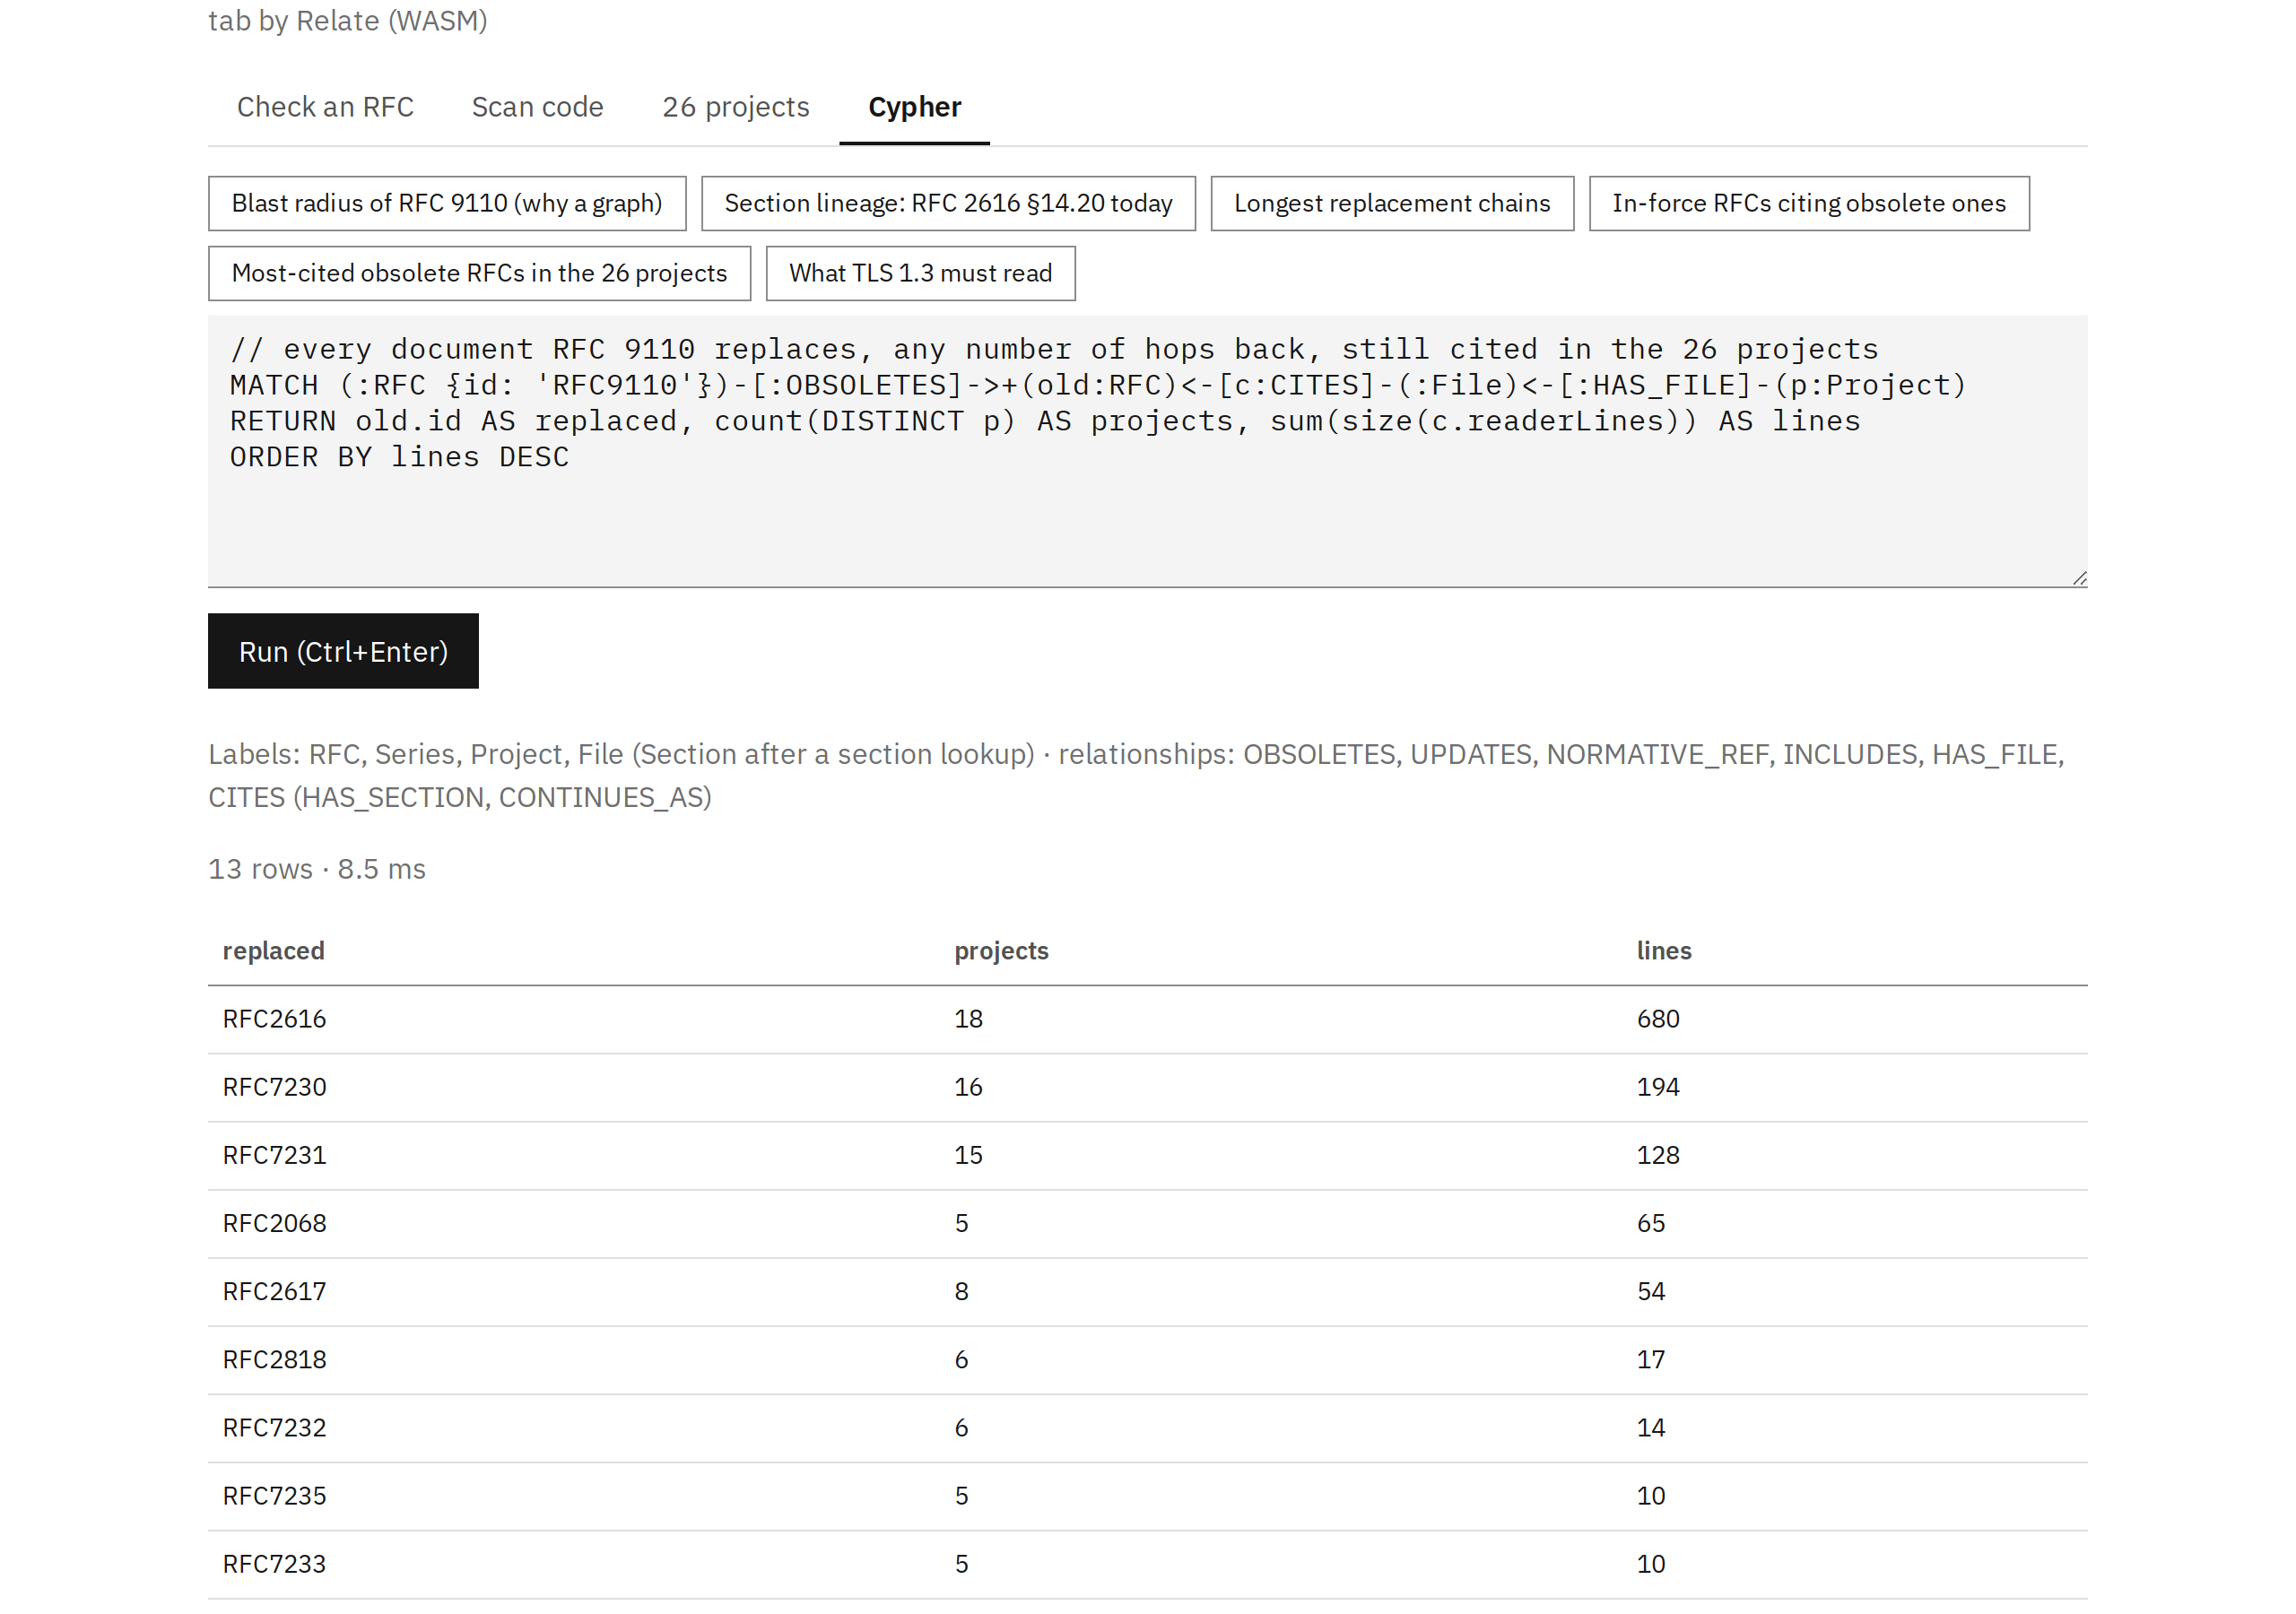 tab by Relate (WASM)
Check an RFC Scan code 26 projects Cypher
Blast radius of RFC 9110 (why a graph) Section lineage: RFC 2616 §14.20 today Longest replacement chains In-force RFCs citing obsolete ones
Most-cited obsolete RFCs in the 26 projects What TLS 1.3 must read
// every document RFC 9110 replaces, any number of hops back, still cited in the 26 projects
MATCH (:RFC {id: 'RFC9110'})-[:OBSOLETES]->+(old:RFC)<-[c:CITES]-(:File)<-[:HAS_FILE]-(p:Project)
RETURN old.id AS replaced, count(DISTINCT p) AS projects, sum(size(c.readerLines)) AS lines
ORDER BY lines DESC
Run (Ctrl+Enter)
Labels: RFC, Series, Project, File (Section after a section lookup) · relationships: OBSOLETES, UPDATES, NORMATIVE_REF, INCLUDES, HAS_FILE,
CITES (HAS_SECTION, CONTINUES_AS)
13 rows · 8.5 ms
replaced projects lines
RFC2616 18 680
RFC7230 16 194
RFC7231 15 128
RFC2068 5 65
RFC2617 8 54
RFC2818 6 17
RFC7232 6 14
RFC7235 5 10
RFC7233 5 10